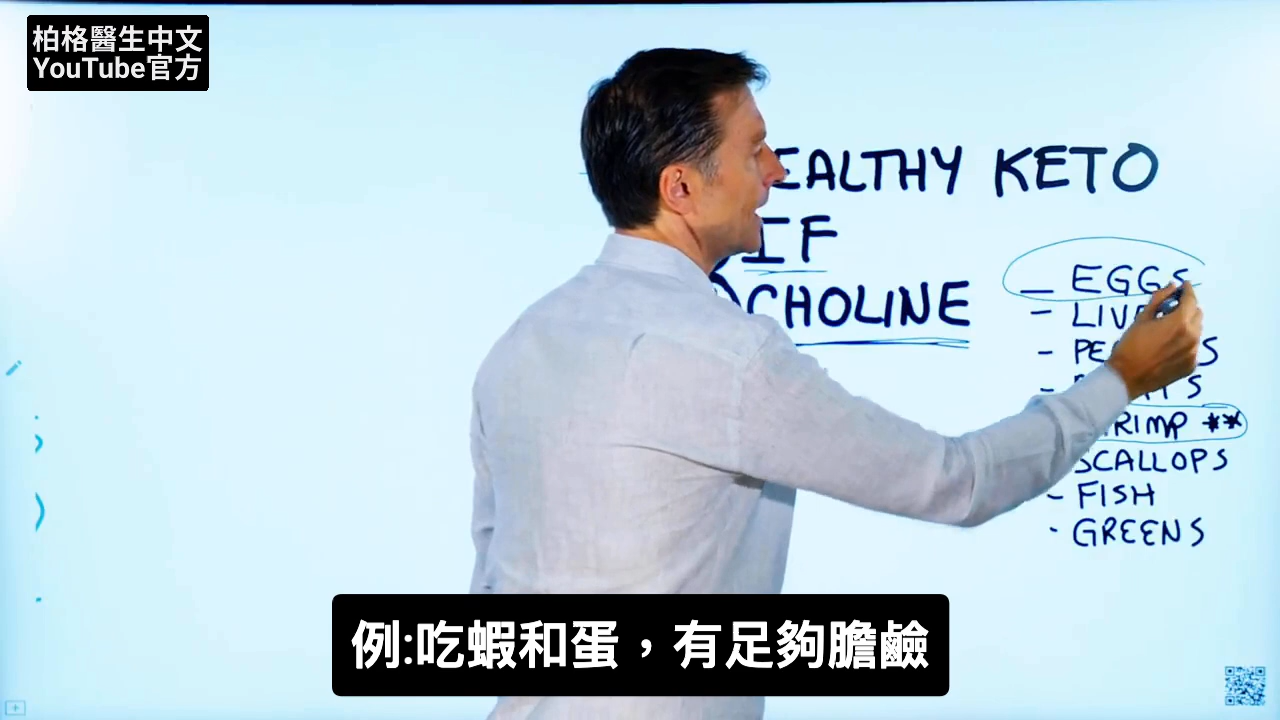 柏格醫生中文
YouTube官方
EALTHY KETO
IF
CHOLINE
EGGS
SCALLOPS
FISH
GREENS
例:吃蝦和蛋，有足夠膽鹼